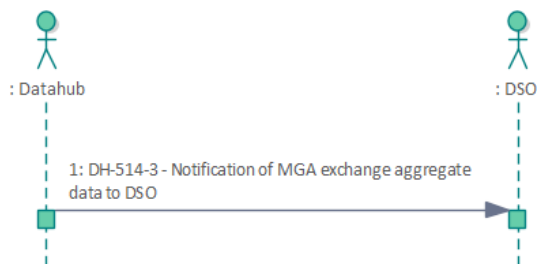 : Datahub
: DSO
1: DH-514-3 - Notification of MGA exchange aggregate
data to DSO